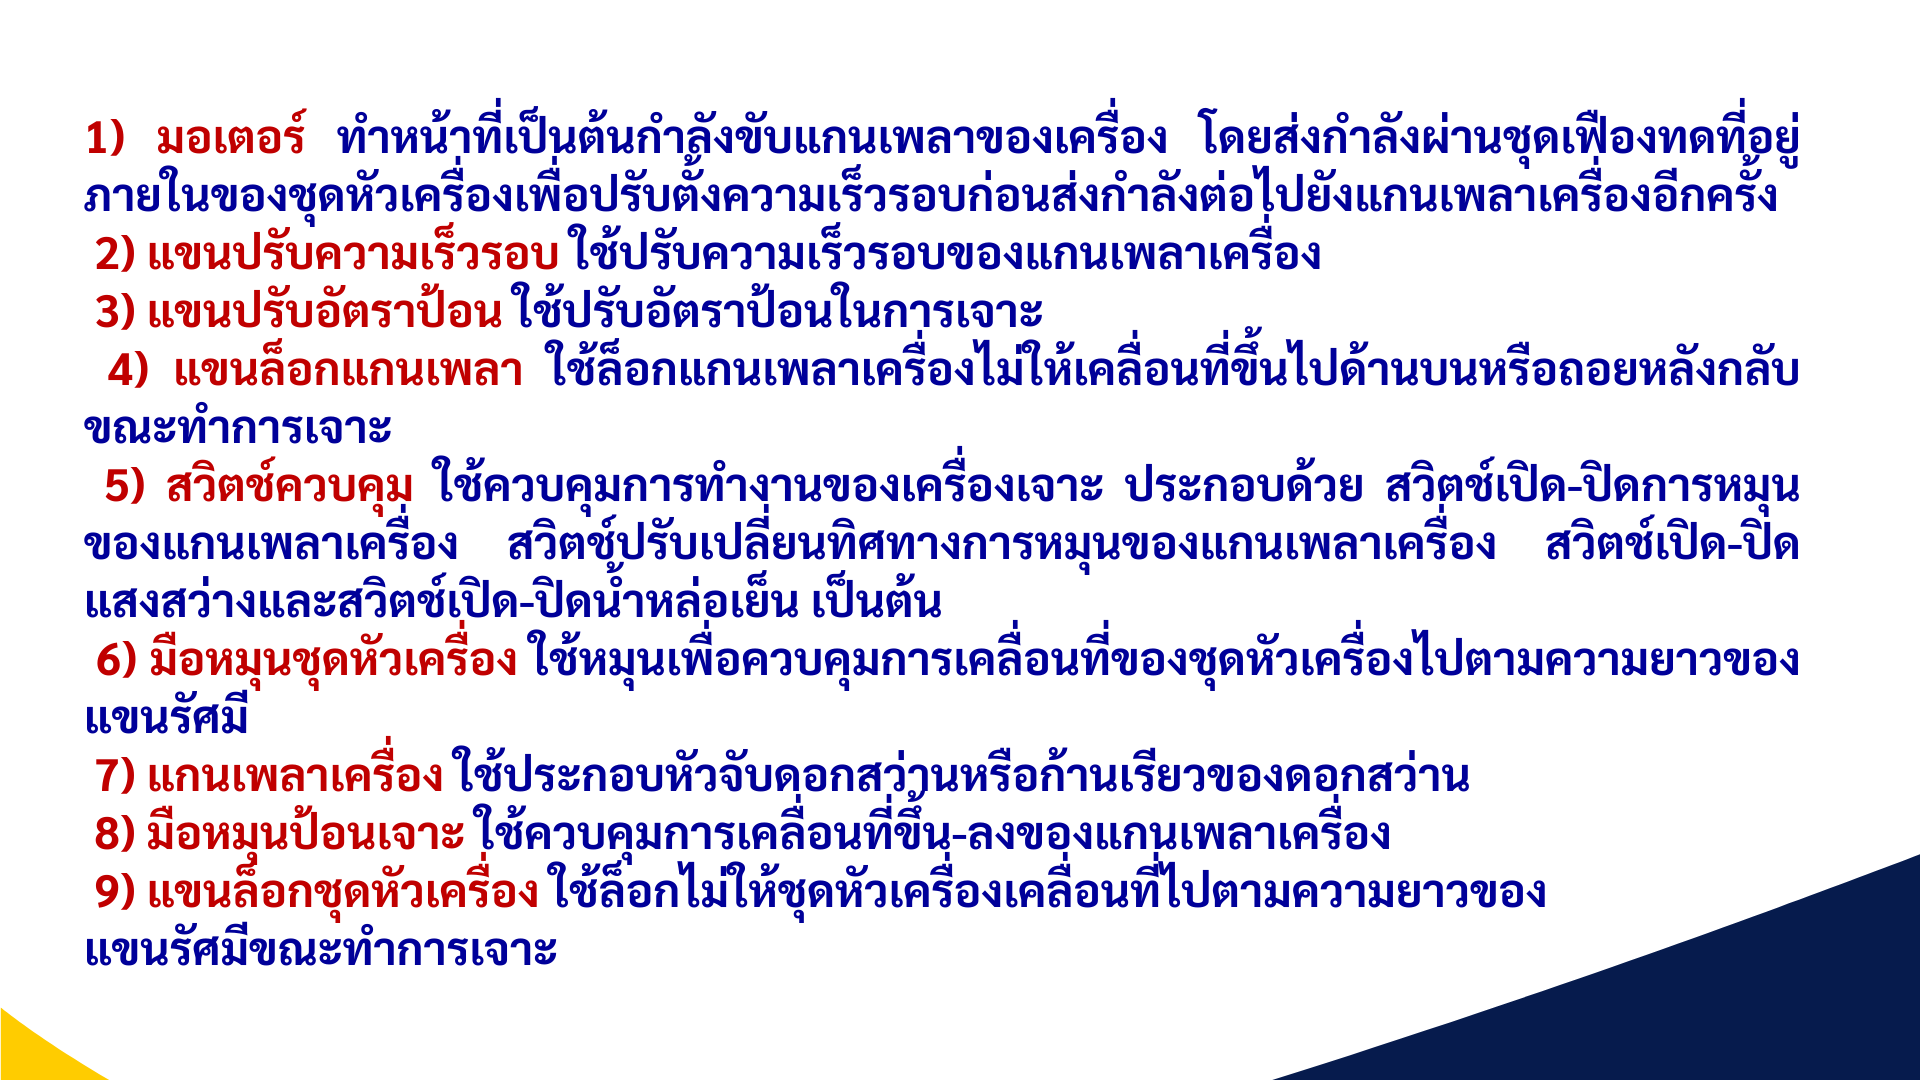 1) มอเตอร์ ทำหน้าที่เป็นต้นกำลังขับแกนเพลาของเครื่อง โดยส่งกำลังผ่านชุดเฟืองทดที่อยู่
ภายในของชุดหัวเครื่องเพื่อปรับตั้งความเร็วรอบก่อนส่งกำลังต่อไปยังแกนเพลาเครื่องอีกครั้ง
2) แขนปรับความเร็วรอบ ใช้ปรับความเร็วรอบของแกนเพลาเครื่อง
3) แขนปรับอัตราป้อน ใช้ปรับอัตราป้อนในการเจาะ
4) แขนล็อกแกนเพลา ใช้ล็อกแกนเพลาเครื่องไม่ให้เคลื่อนที่ขึ้นไปด้านบนหรือถอยหลังกลับ
ขณะทำการเจาะ
5) สวิตช์ควบคุม ใช้ควบคุมการทำงานของเครื่องเจาะ ประกอบด้วย สวิตช์เปิด-ปิดการหมุน
ของแกนเพลาเครื่อง สวิตช์ปรับเปลี่ยนทิศทางการหมุนของแกนเพลาเครื่อง สวิตช์เปิด-ปิด
แสงสว่างและสวิตช์เปิด-ปิดน้ำหล่อเย็น เป็นต้น
6) มือหมุนชุดหัวเครื่อง ใช้หมุนเพื่อควบคุมการเคลื่อนที่ของชุดหัวเครื่องไปตามความยาวของ
แขนรัศมี
7) แกนเพลาเครื่อง ใช้ประกอบหัวจับดอกสว่านหรือก้านเรียวของดอกสว่าน
8) มือหมุนป้อนเจาะ ใช้ควบคุมการเคลื่อนที่ขึ้น-ลงของแกนเพลาเครื่อง
9) แขนล็อกชุดหัวเครื่อง ใช้ล็อกไม่ให้ชุดหัวเครื่องเคลื่อนที่ไปตามความยาวของ
แขนรัศมีขณะทำการเจาะ